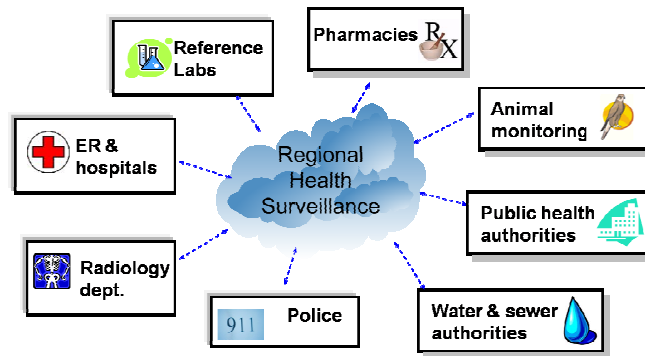 Reference
Labs
Pharmacies
Rx
Animal
monitoring
ER &
hospitals
Regional
Health
Surveillance
Public health
authorities
Radiology
dept.
911
Police
Water & sewer
authorities